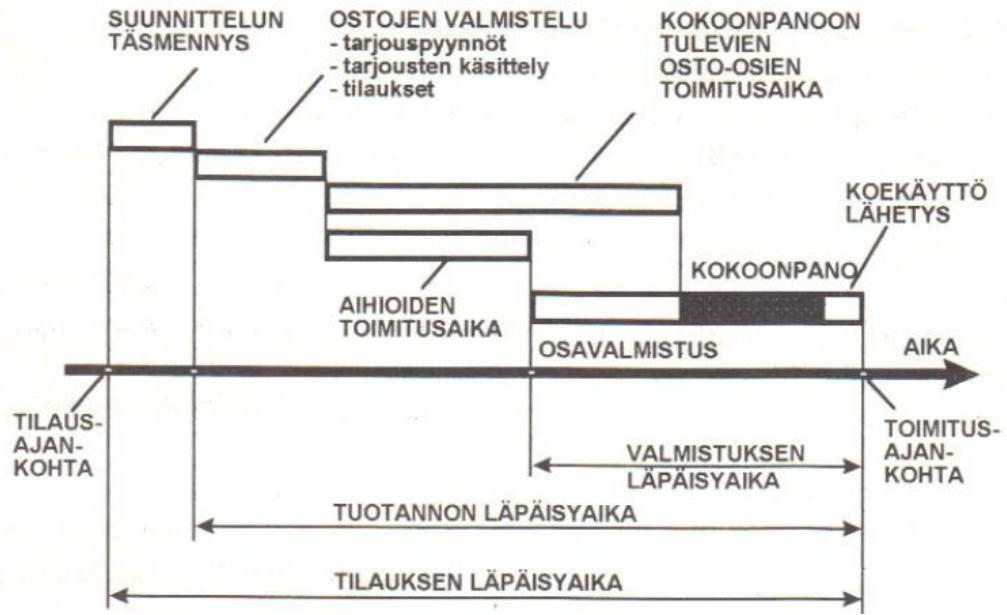 SUUNNITTELUN
TÄSMENNYS
OSTOJEN VALMISTELU
- tarjouspyynnöt
- tarjousten käsittely
- tilaukset
KOKOONPANOON
TULEVIEN
OSTO-OSIEN
TOIMITUSAIKA
KOEKÄYTTÖ
LÄHETYS
KOKOONPANO
AIHIOIDEN
TOIMITUSAIKA
OSAVALMISTUS
AIKA
TILAUS-
AJAN-
KOHTA
TOIMITUS-
AJAN-
KOHTA
VALMISTUKSEN
LÄPÄISYAIKA
TUOTANNON LÄPÄISYAIKA
TILAUKSEN LÄPÄISYAIKA